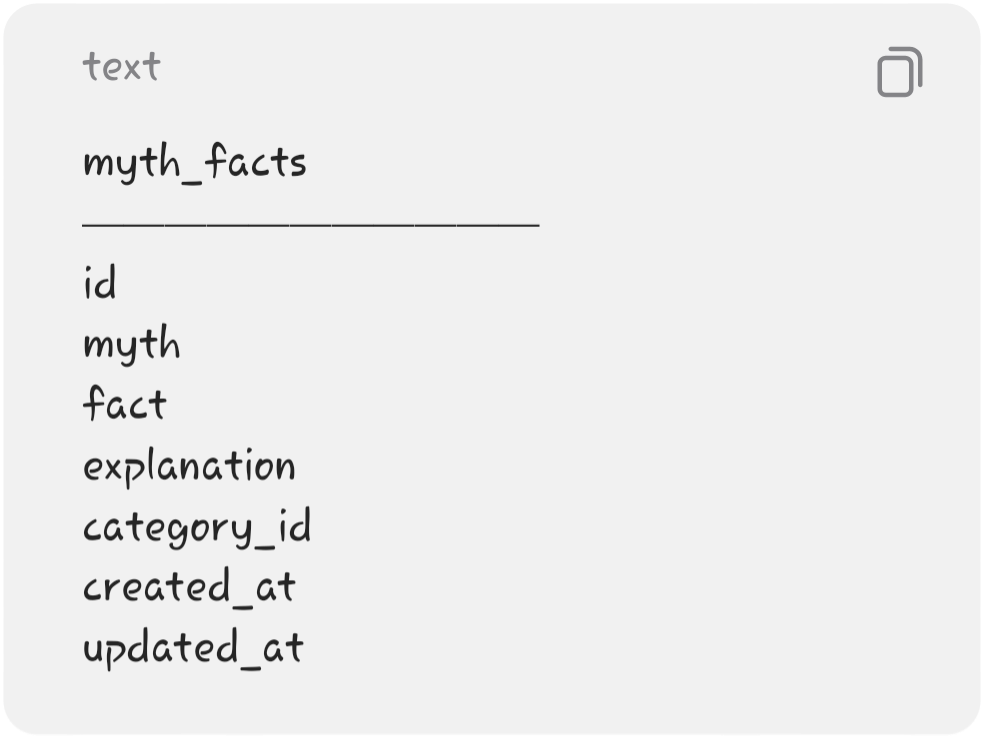 text
myth_facts
───────────
id
myth
fact
explanation
category_id
created_at
updated_at